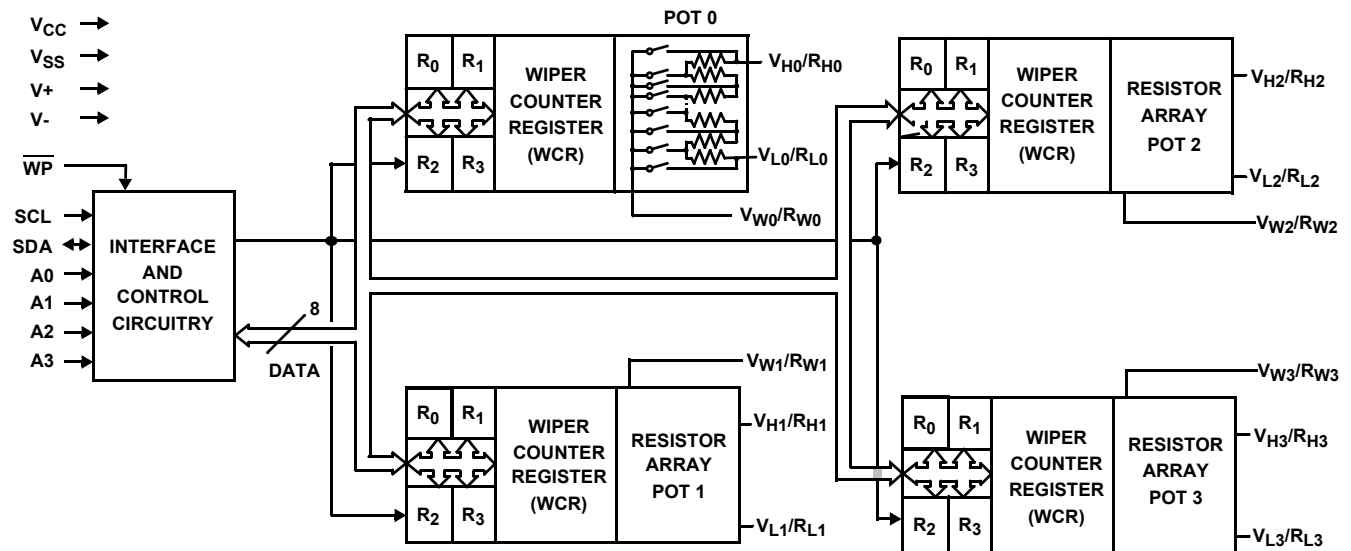 POT 0
VCC
VSS
V+
V-
WP
SCL
SDA
A0
A1
A2
A3
INTERFACE
AND
CONTROL
CIRCUITRY
8
DATA
R0 R1
R2 R3
WIPER
COUNTER
REGISTER
(WCR)
VH0/RH0
VL0/RL0
VW0/RW0
R0 R1
R2 R3
WIPER
COUNTER
REGISTER
(WCR)
RESISTOR
ARRAY
POT 2
VH2/RH2
VL2/RL2
VW2/RW2
R0 R1
R2 R3
WIPER
COUNTER
REGISTER
(WCR)
RESISTOR
ARRAY
POT 1
VW1/RW1
VH1/RH1
VL1/RL1
R0 R1
R2 R3
WIPER
COUNTER
REGISTER
(WCR)
RESISTOR
ARRAY
POT 3
VW3/RW3
VH3/RH3
VL3/RL3